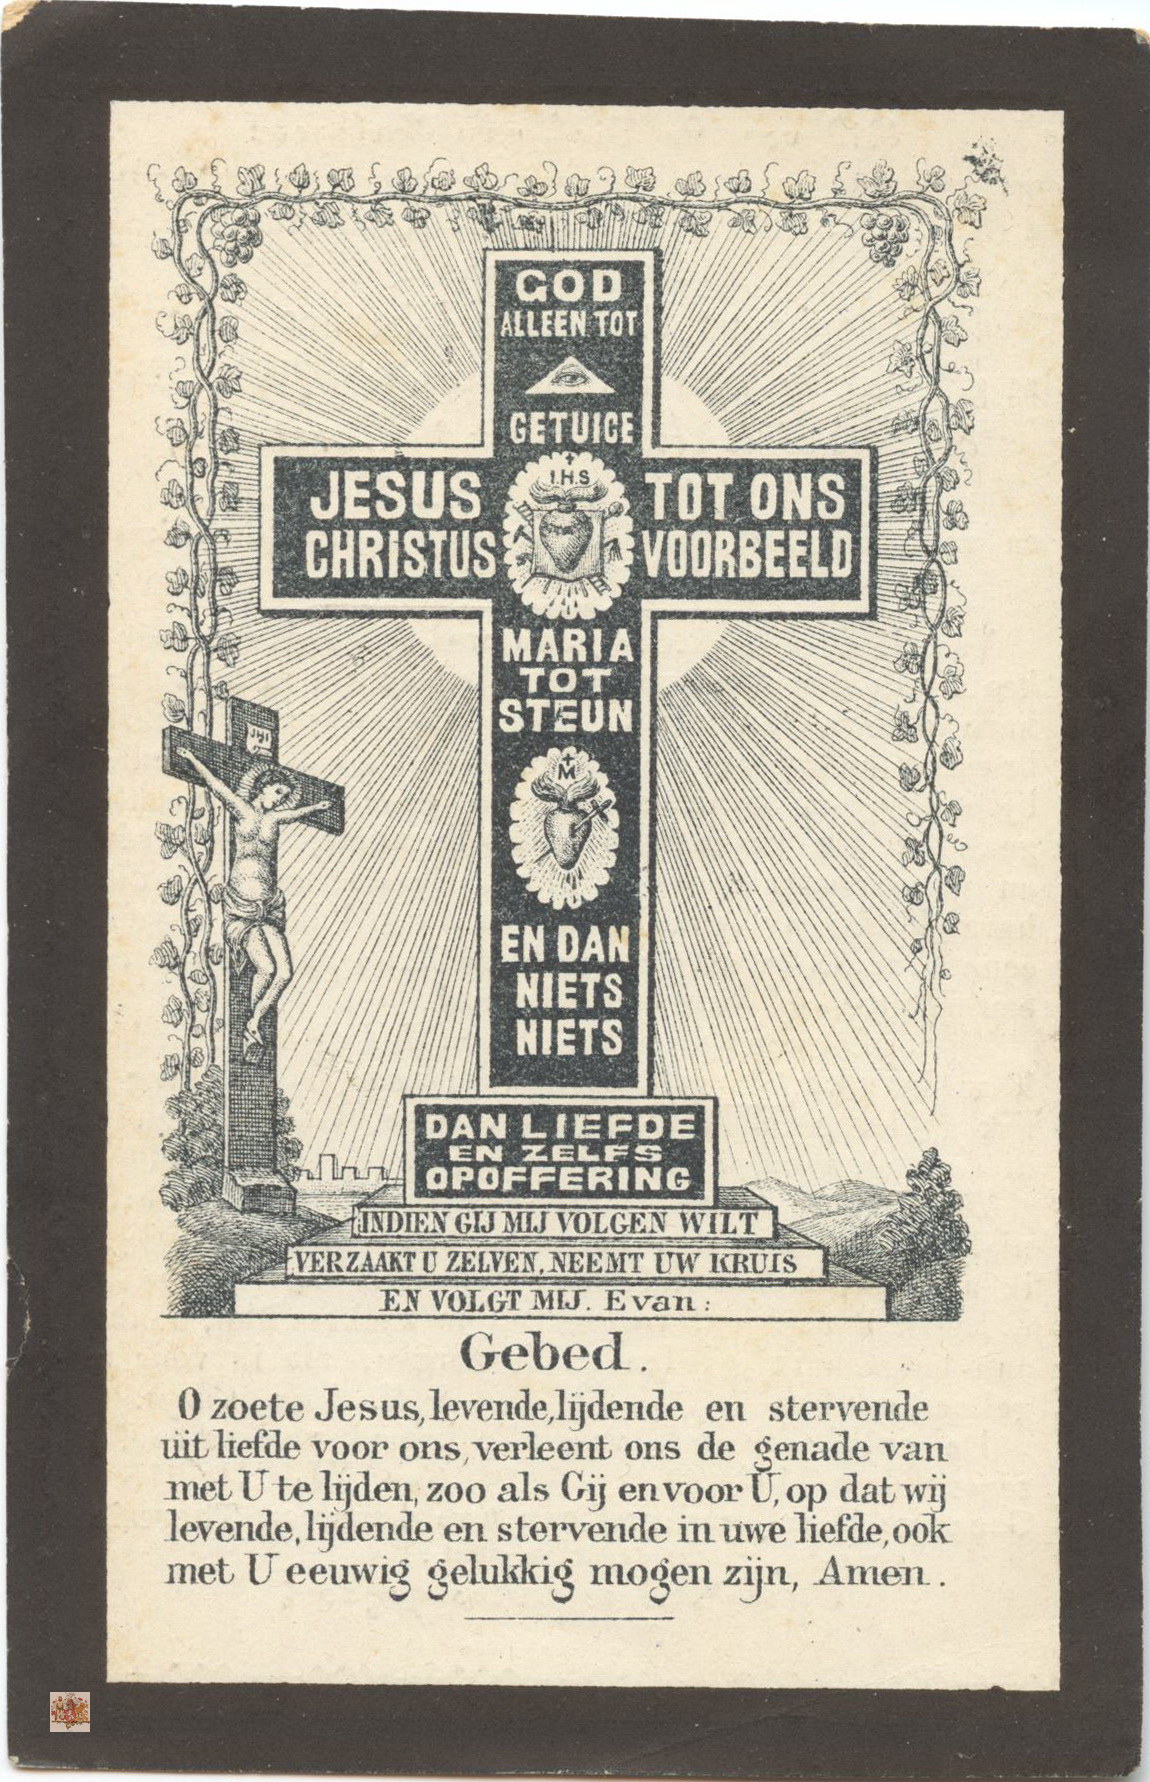 GOD
ALLEEN TOT
GETUIGE
I.H.S
JESUS TOT ONS
CHRISTUS VOORBEELD
MARIA
TOT
STEUN
M
EN DAN
NIETS
NIETS
DAN LIEFDE
EN ZELFS
OPOFFERING
INDIEN GIJ MIJ VOLGEN WILT
VERZAAKT U ZELVEN, NEEMT UW KRUIS
EN VOLGT MIJ. Evan:
Gebed.
O zoete Jesus, levende, lijdende en stervende
uit liefde voor ons, verleent ons de genade van
met U te lijden, zoo als Gij en voor U, op dat wij
levende, lijdende en stervende in uwe liefde, ook
met U eeuwig gelukkig mogen zijn, Amen.